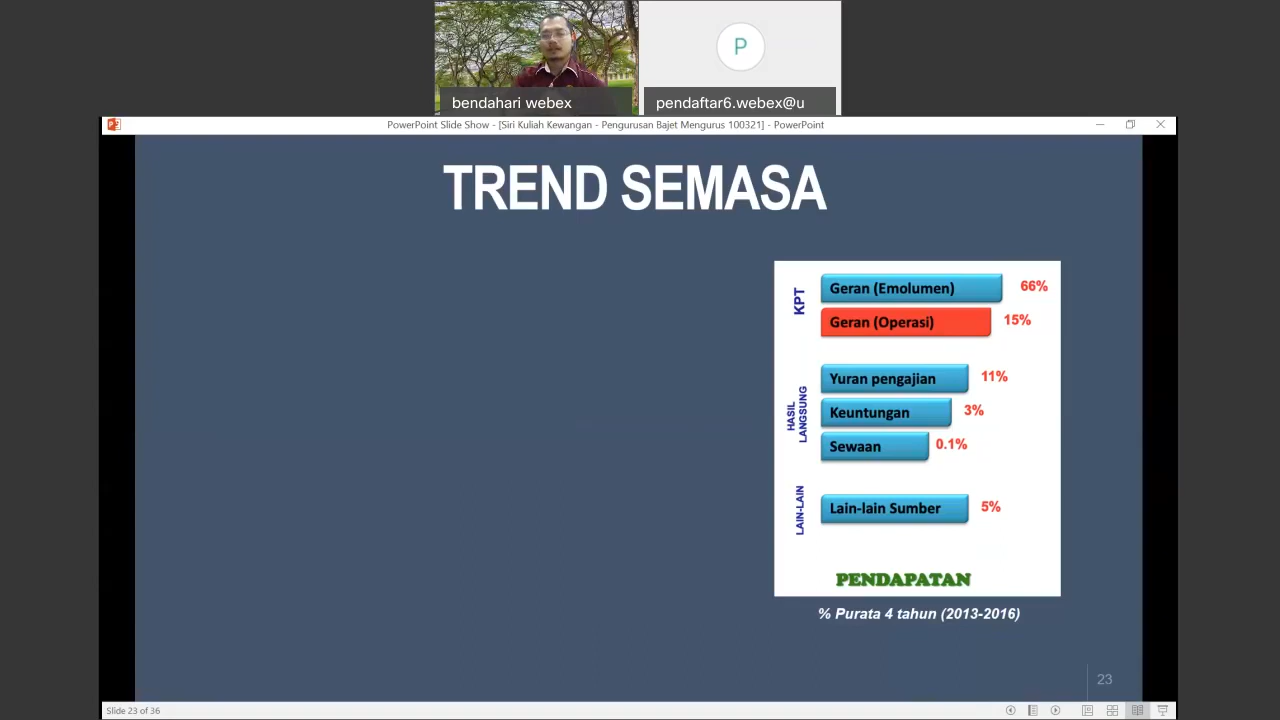 P
bendahari webex
pendaftar6.webex@u
PowerPoint Slide Show - [Siri Kuliah Kewangan - Pengurusan Bajet Mengurus 100321] - PowerPoint
TREND SEMASA
KPT
Geran (Emolumen) 66%
Geran (Operasi) 15%
HASIL
LANGSUNG
Yuran pengajian 11%
Keuntungan 3%
Sewaan 0.1%
LAIN-LAIN
Lain-lain Sumber 5%
PENDAPATAN
% Purata 4 tahun (2013-2016)
23
Slide 23 of 36